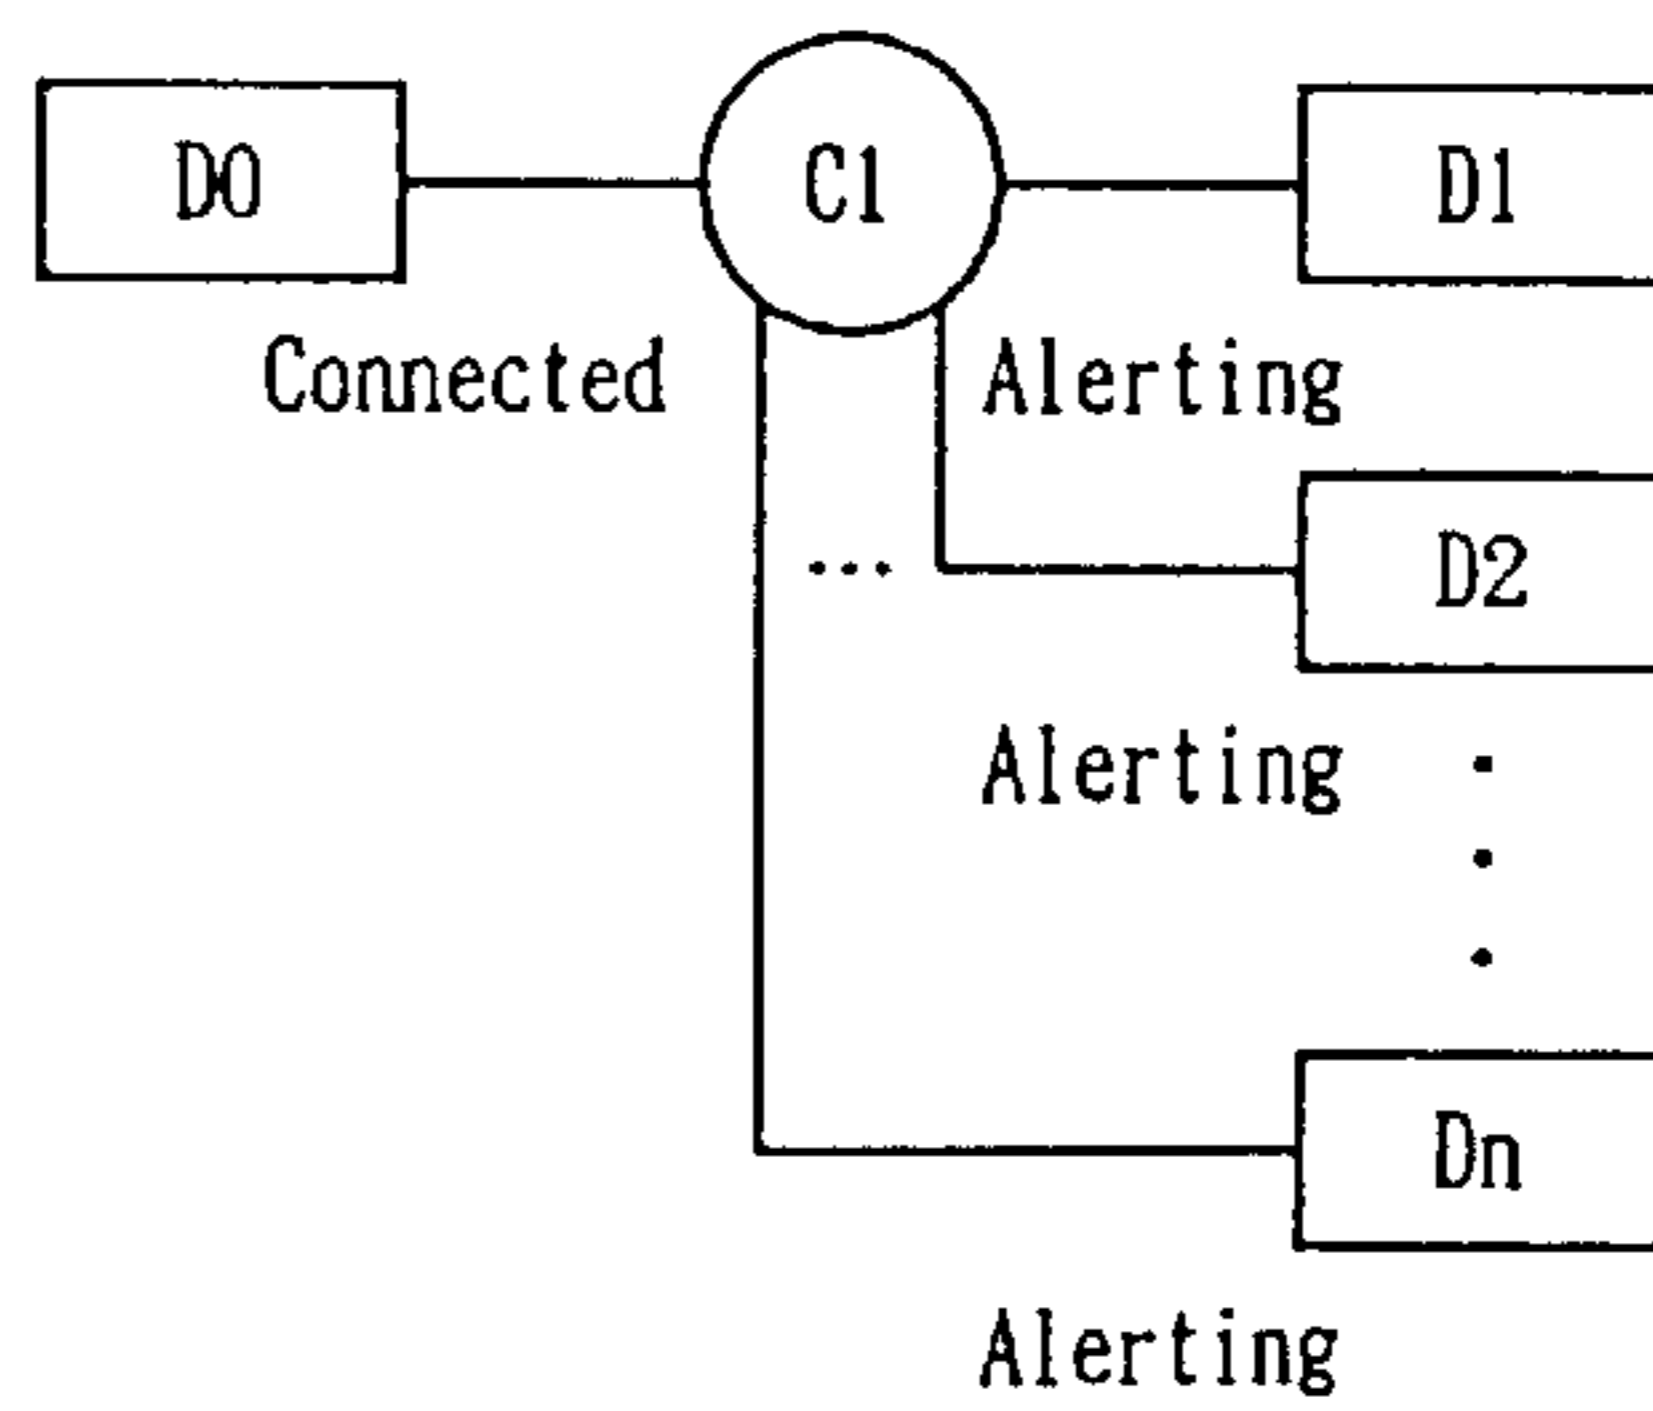 D0 C1 D1
Connected Alerting
... D2
Alerting
Dn
Alerting